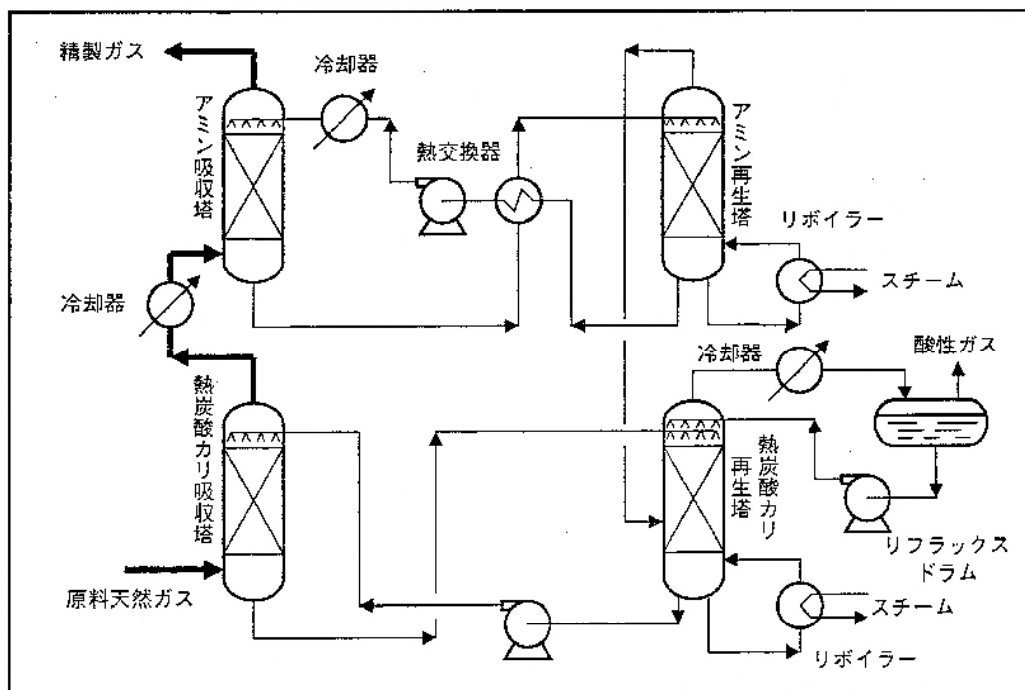 精製ガス
冷却器
アミン吸収塔
熱交換器
アミン再生塔
リボイラー
スチーム
冷却器
冷却器
酸性ガス
熱炭酸カリ吸収塔
熱炭酸カリ
再生塔
リフラックス
ドラム
原料天然ガス
スチーム
リボイラー